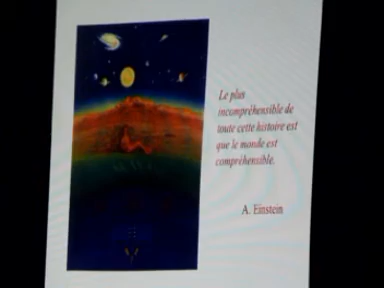 Le plus
incompréhensible de
toute cette histoire est
que le monde est
compréhensible.
A. Einstein